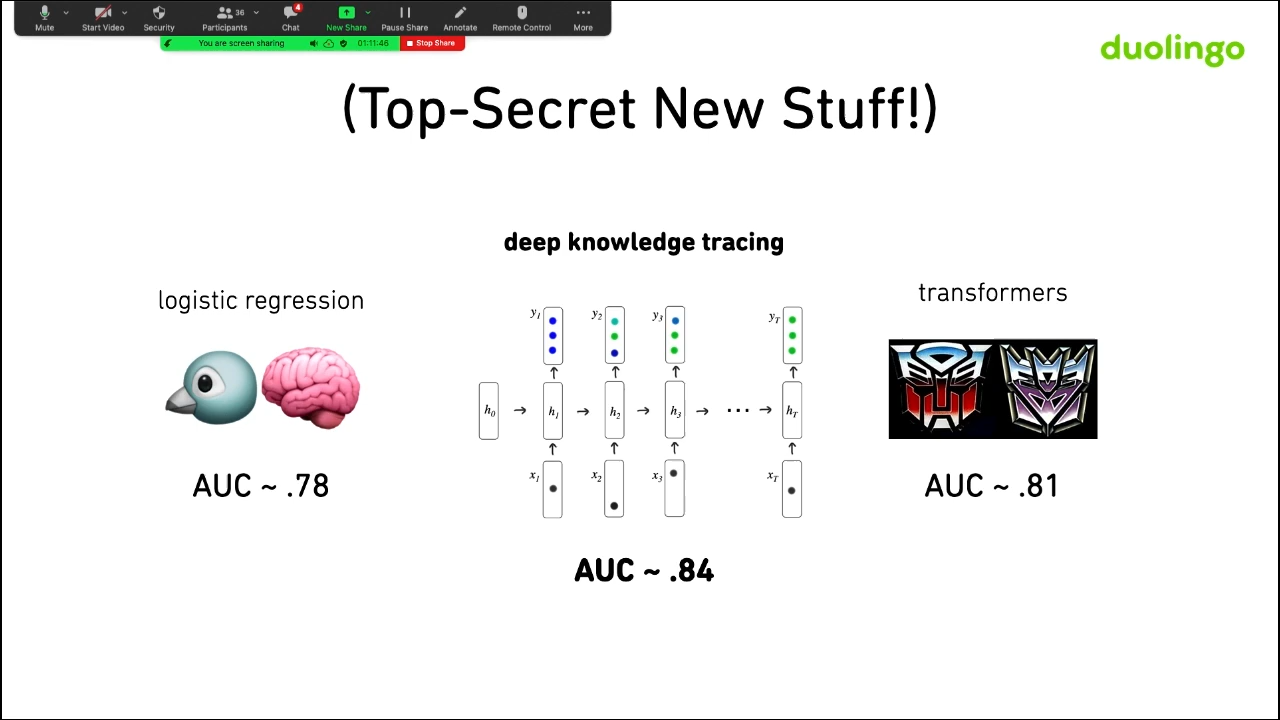 Mute
Start Video
Security
Participants
36
Chat
4
New Share
Pause Share
Annotate
Remote Control
More
You are screen sharing
01:11:46
Stop Share
duolingo
(Top-Secret New Stuff!)
deep knowledge tracing
logistic regression
transformers
y1 y2 y3 yT
h0 h1 h2 h3 ... hT
x1 x2 x3 xT
AUC ~ .78
AUC ~ .81
AUC ~ .84